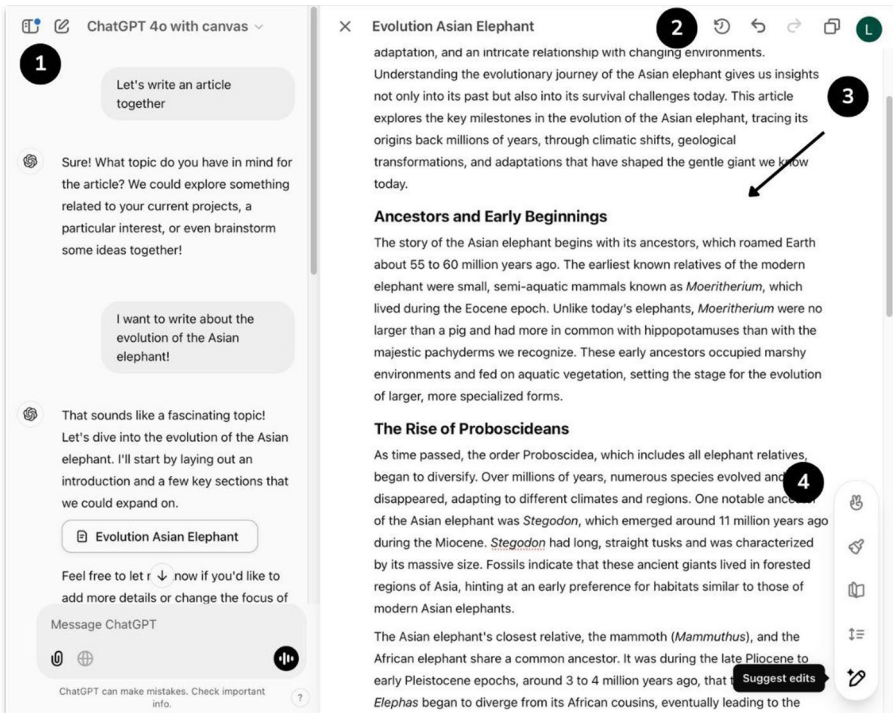 ChatGPT 4o with canvas
1
Let's write an article
together
Sure! What topic do you have in mind for
the article? We could explore something
related to your current projects, a
particular interest, or even brainstorm
some ideas together!
I want to write about the
evolution of the Asian
elephant!
That sounds like a fascinating topic!
Let's dive into the evolution of the Asian
elephant. I'll start by laying out an
introduction and a few key sections that
we could expand on.
Evolution Asian Elephant
Feel free to let now if you'd like to
add more details or change the focus of
Message ChatGPT
ChatGPT can make mistakes. Check important
info.
?
Evolution Asian Elephant
2
L
adaptation, and an intricate relationship with changing environments.
Understanding the evolutionary journey of the Asian elephant gives us insights
not only into its past but also into its survival challenges today. This article
explores the key milestones in the evolution of the Asian elephant, tracing its
origins back millions of years, through climatic shifts, geological
transformations, and adaptations that have shaped the gentle giant we know
today.
3
Ancestors and Early Beginnings
The story of the Asian elephant begins with its ancestors, which roamed Earth
about 55 to 60 million years ago. The earliest known relatives of the modern
elephant were small, semi-aquatic mammals known as Moeritherium, which
lived during the Eocene epoch. Unlike today's elephants, Moeritherium were no
larger than a pig and had more in common with hippopotamuses than with the
majestic pachyderms we recognize. These early ancestors occupied marshy
environments and fed on aquatic vegetation, setting the stage for the evolution
of larger, more specialized forms.
The Rise of Proboscideans
As time passed, the order Proboscidea, which includes all elephant relatives,
began to diversify. Over millions of years, numerous species evolved and
disappeared, adapting to different climates and regions. One notable
of the Asian elephant was Stegodon, which emerged around 11 million years ago
during the Miocene. Stegodon had long, straight tusks and was characterized
by its massive size. Fossils indicate that these ancient giants lived in forested
regions of Asia, hinting at an early preference for habitats similar to those of
modern Asian elephants.
4
The Asian elephant's closest relative, the mammoth (Mammuthus), and the
African elephant share a common ancestor. It was during the late Pliocene to
early Pleistocene epochs, around 3 to 4 million years ago, that
Elephas began to diverge from its African cousins, eventually leading to the
Suggest edits